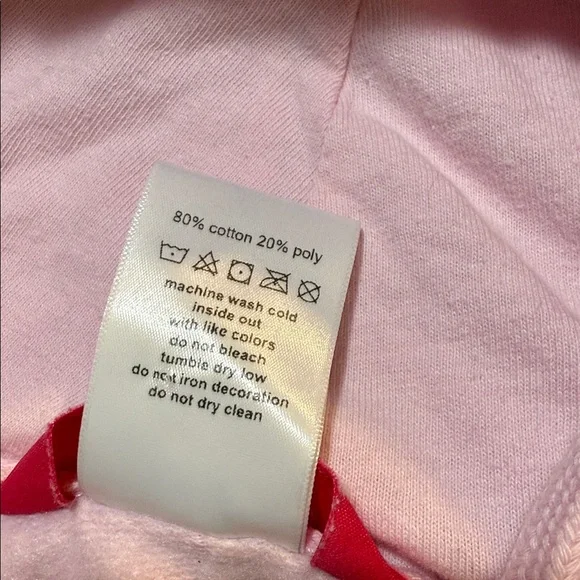 80% cotton 20% poly
machine wash cold
inside out
with like colors
do not bleach
tumble dry low
do not iron decoration
do not dry clean